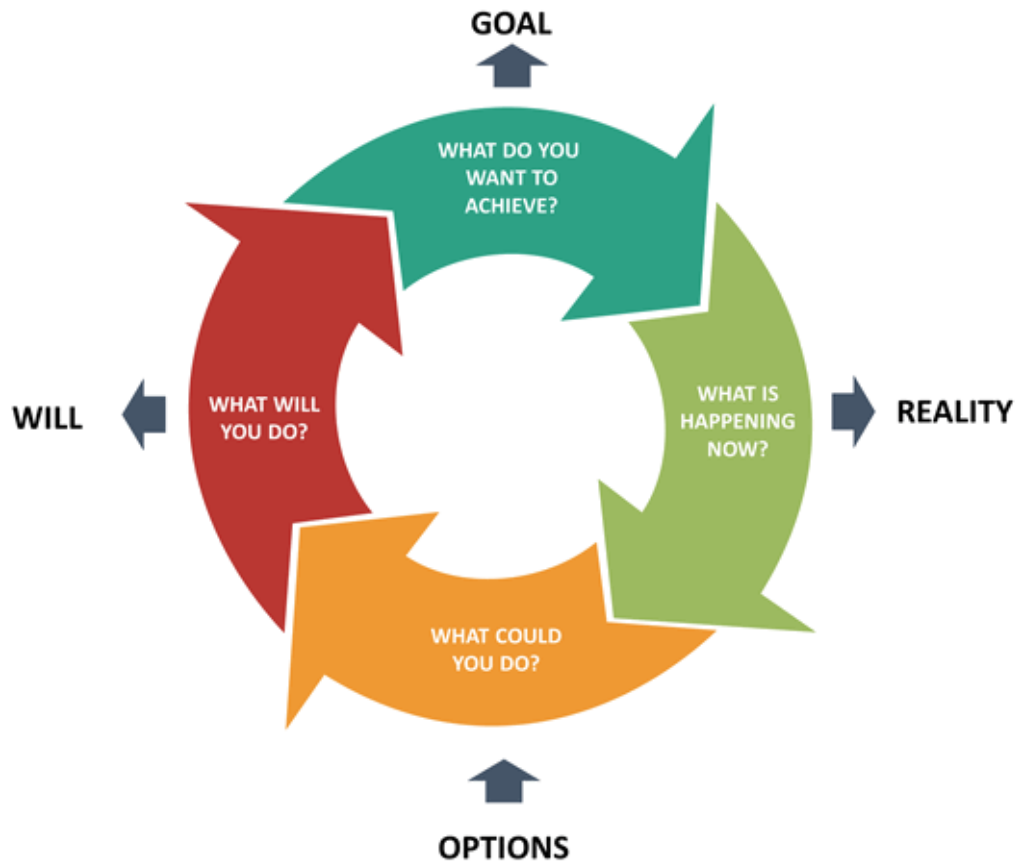 GOAL
WHAT DO YOU
WANT TO
ACHIEVE?
WHAT IS
HAPPENING
NOW?
REALITY
WHAT COULD
YOU DO?
OPTIONS
WHAT WILL
YOU DO?
WILL